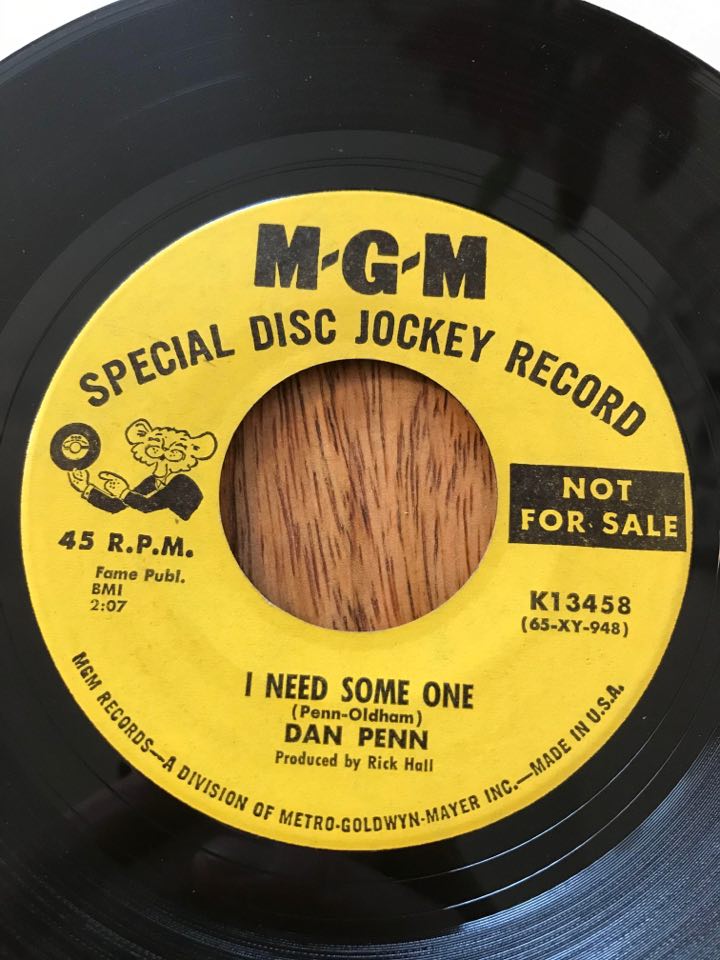 M-G-M
SPECIAL DISC JOCKEY RECORD
NOT
FOR SALE
45 R.P.M.
Fame Publ.
BMI
2:07
K13458
(65-XY-948)
I NEED SOME ONE
(Penn-Oldham)
DAN PENN
Produced by Rick Hall
MGM RECORDS—A DIVISION OF METRO-GOLDWYN-MAYER INC.—MADE IN U.S.A.